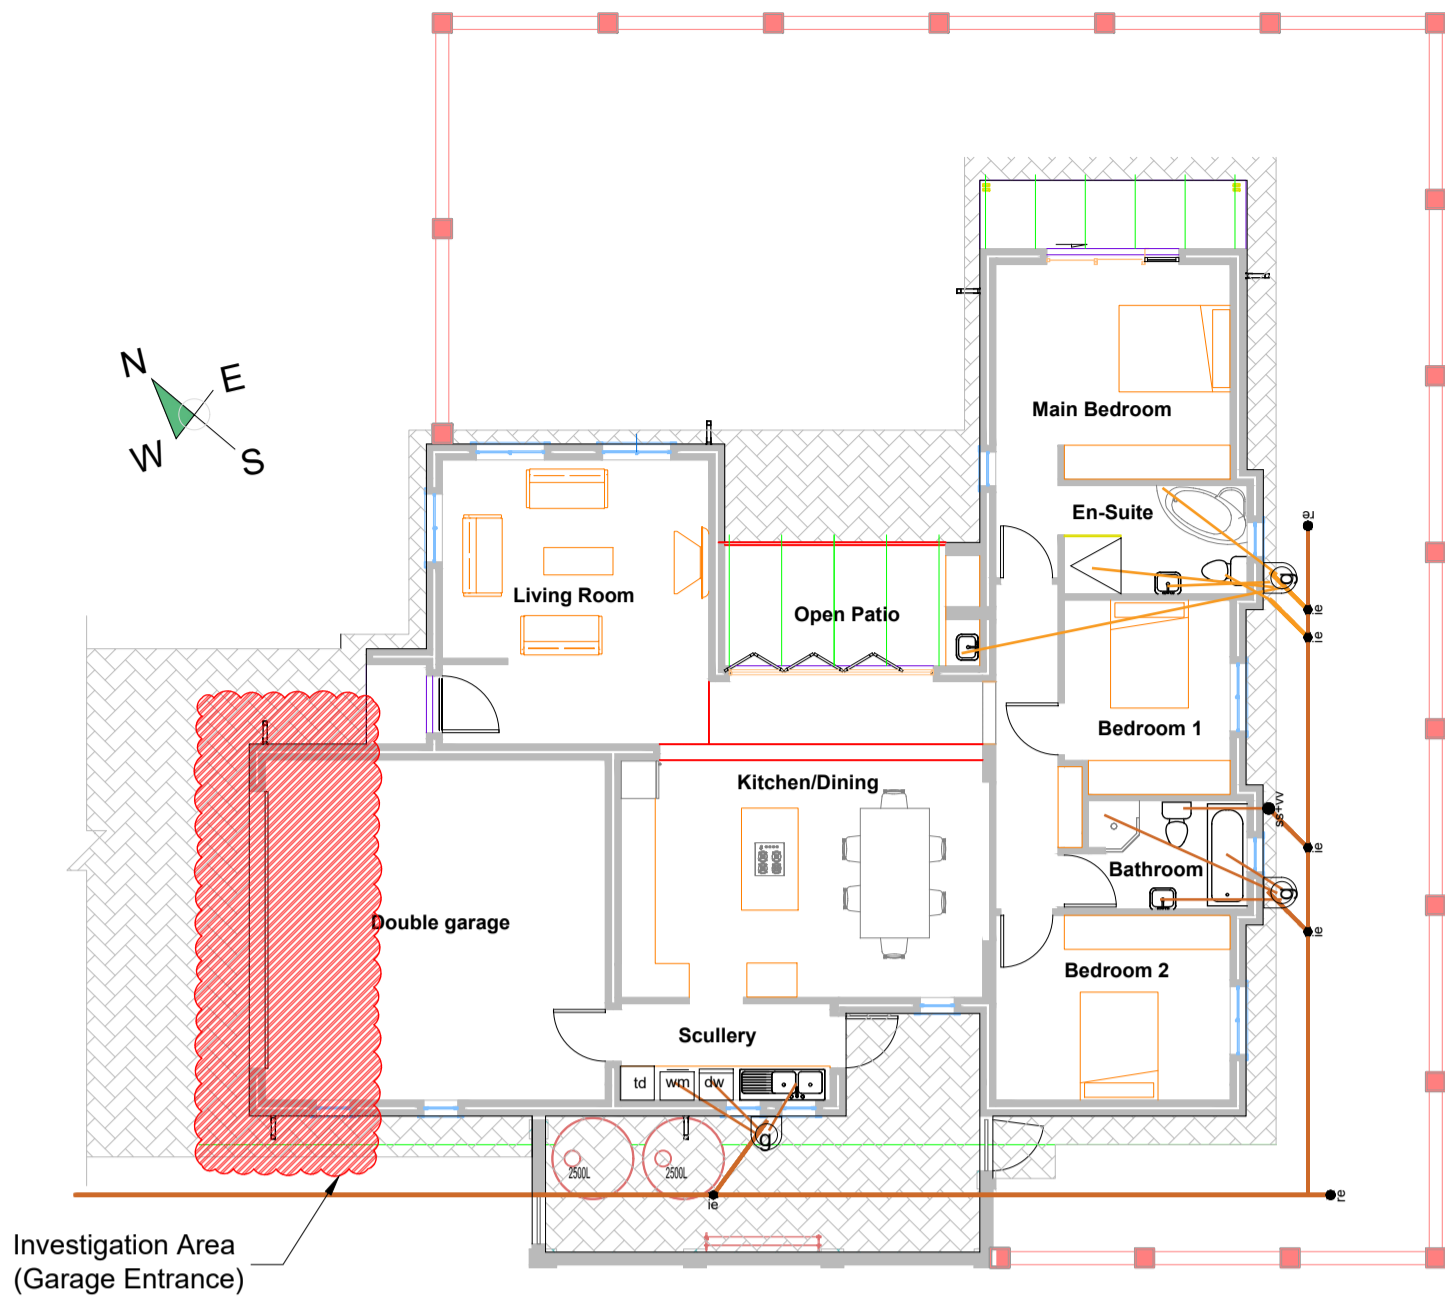 N
E
W
S
Main Bedroom
En-Suite
re
g
ie
ie
Living Room
Open Patio
Bedroom 1
Kitchen/Dining
ss+vv
ie
Bathroom
g
ie
Double garage
Bedroom 2
Scullery
td
wm
dw
g
2500L
2500L
ie
re
Investigation Area
(Garage Entrance)